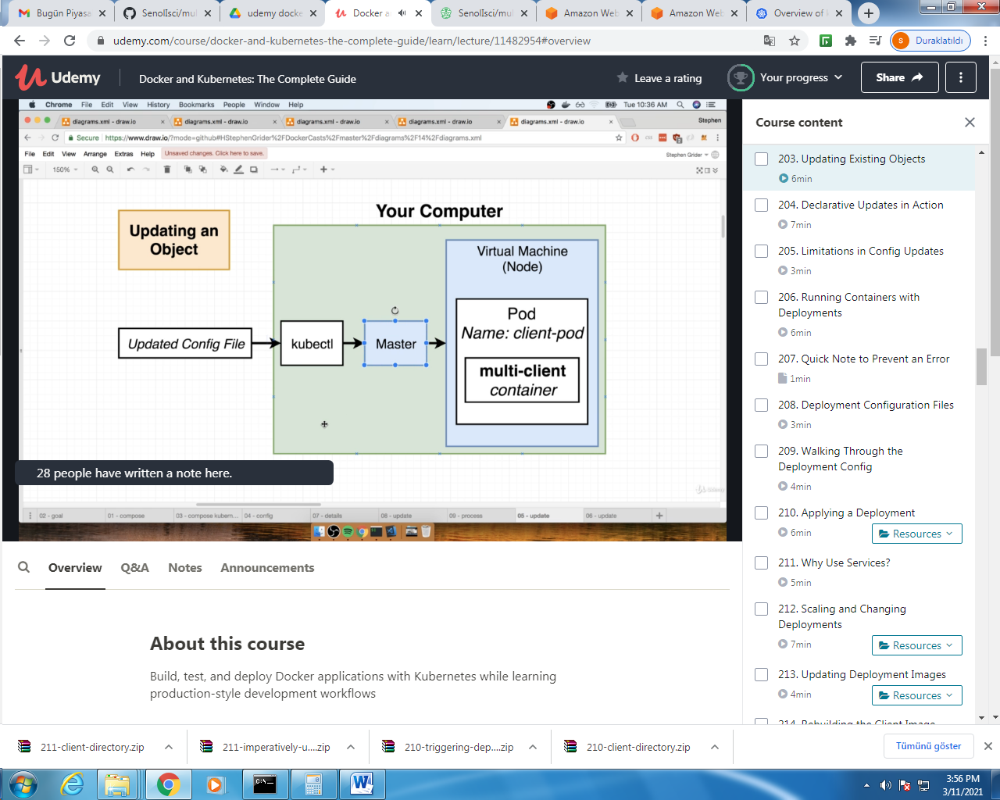 Bugün Piyasa
SenolIsci/mul
udemy docke
Docker a
SenolIsci/mul
Amazon Web
Amazon Web
Overview of k
udemy.com/course/docker-and-kubernetes-the-complete-guide/learn/lecture/11482954#overview
S
Duraklatıldı
Udemy
Docker and Kubernetes: The Complete Guide
Leave a rating
Your progress
Share
Chrome File Edit View History Bookmarks People Window Help
Tue 10:36 AM
diagrams.xml - draw.io
diagrams.xml - draw.io
diagrams.xml - draw.io
diagrams.xml - draw.io
diagrams.xml - draw.io
Stephen
Secure https://www.draw.io/?mode=github#HStephenGrider%2FDockerCasts%2Fmaster%2Fdiagrams%2F14%2Fdiagrams.xml
File Edit View Arrange Extras Help
Unsaved changes. Click here to save.
Stephen Grider
150%
Your Computer
Updating an
Object
Virtual Machine
(Node)
Pod
Name: client-pod
Updated Config File
kubectl
Master
multi-client
container
28 people have written a note here.
Udemy
02 - goal
01 - compose
03 - compose kubern...
04 - config
07 - details
08 - update
09 - process
05 - update
06 - update
Overview
Q&A
Notes
Announcements
About this course
Build, test, and deploy Docker applications with Kubernetes while learning
production-style development workflows
Course content
203. Updating Existing Objects
6min
204. Declarative Updates in Action
7min
205. Limitations in Config Updates
3min
206. Running Containers with
Deployments
6min
207. Quick Note to Prevent an Error
1min
208. Deployment Configuration Files
3min
209. Walking Through the
Deployment Config
4min
210. Applying a Deployment
6min
Resources
211. Why Use Services?
5min
212. Scaling and Changing
Deployments
7min
Resources
213. Updating Deployment Images
4min
Resources
214. Rebuilding the Client Image
211-client-directory.zip
211-imperatively-u....zip
210-triggering-dep....zip
210-client-directory.zip
Tümünü göster
3:56 PM
3/11/2021